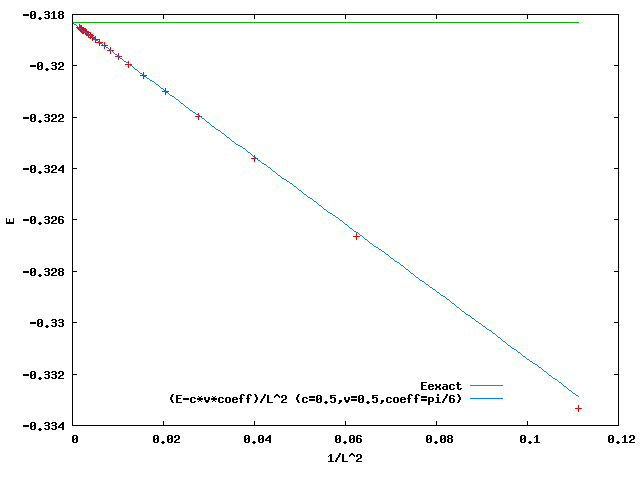 -0.318
-0.32
-0.322
-0.324
-0.326
-0.328
-0.33
-0.332
-0.334
E
Eexact
(E-c*v*coeff)/L^2 (c=0.5,v=0.5,coeff=pi/6)
0 0.02 0.04 0.06 0.08 0.1 0.12
1/L^2